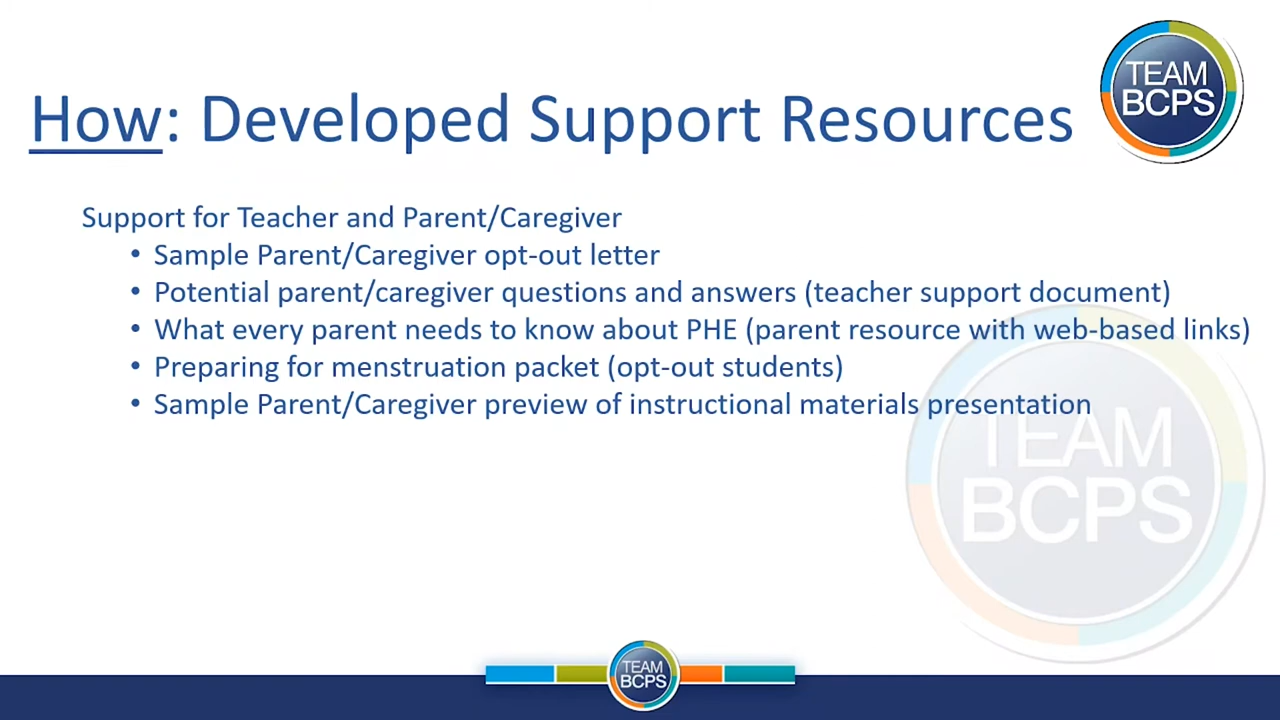 TEAM
BCPS
How: Developed Support Resources
Support for Teacher and Parent/Caregiver
• Sample Parent/Caregiver opt-out letter
• Potential parent/caregiver questions and answers (teacher support document)
• What every parent needs to know about PHE (parent resource with web-based links)
• Preparing for menstruation packet (opt-out students)
• Sample Parent/Caregiver preview of instructional materials presentation
TEAM
BCPS
TEAM
BCPS